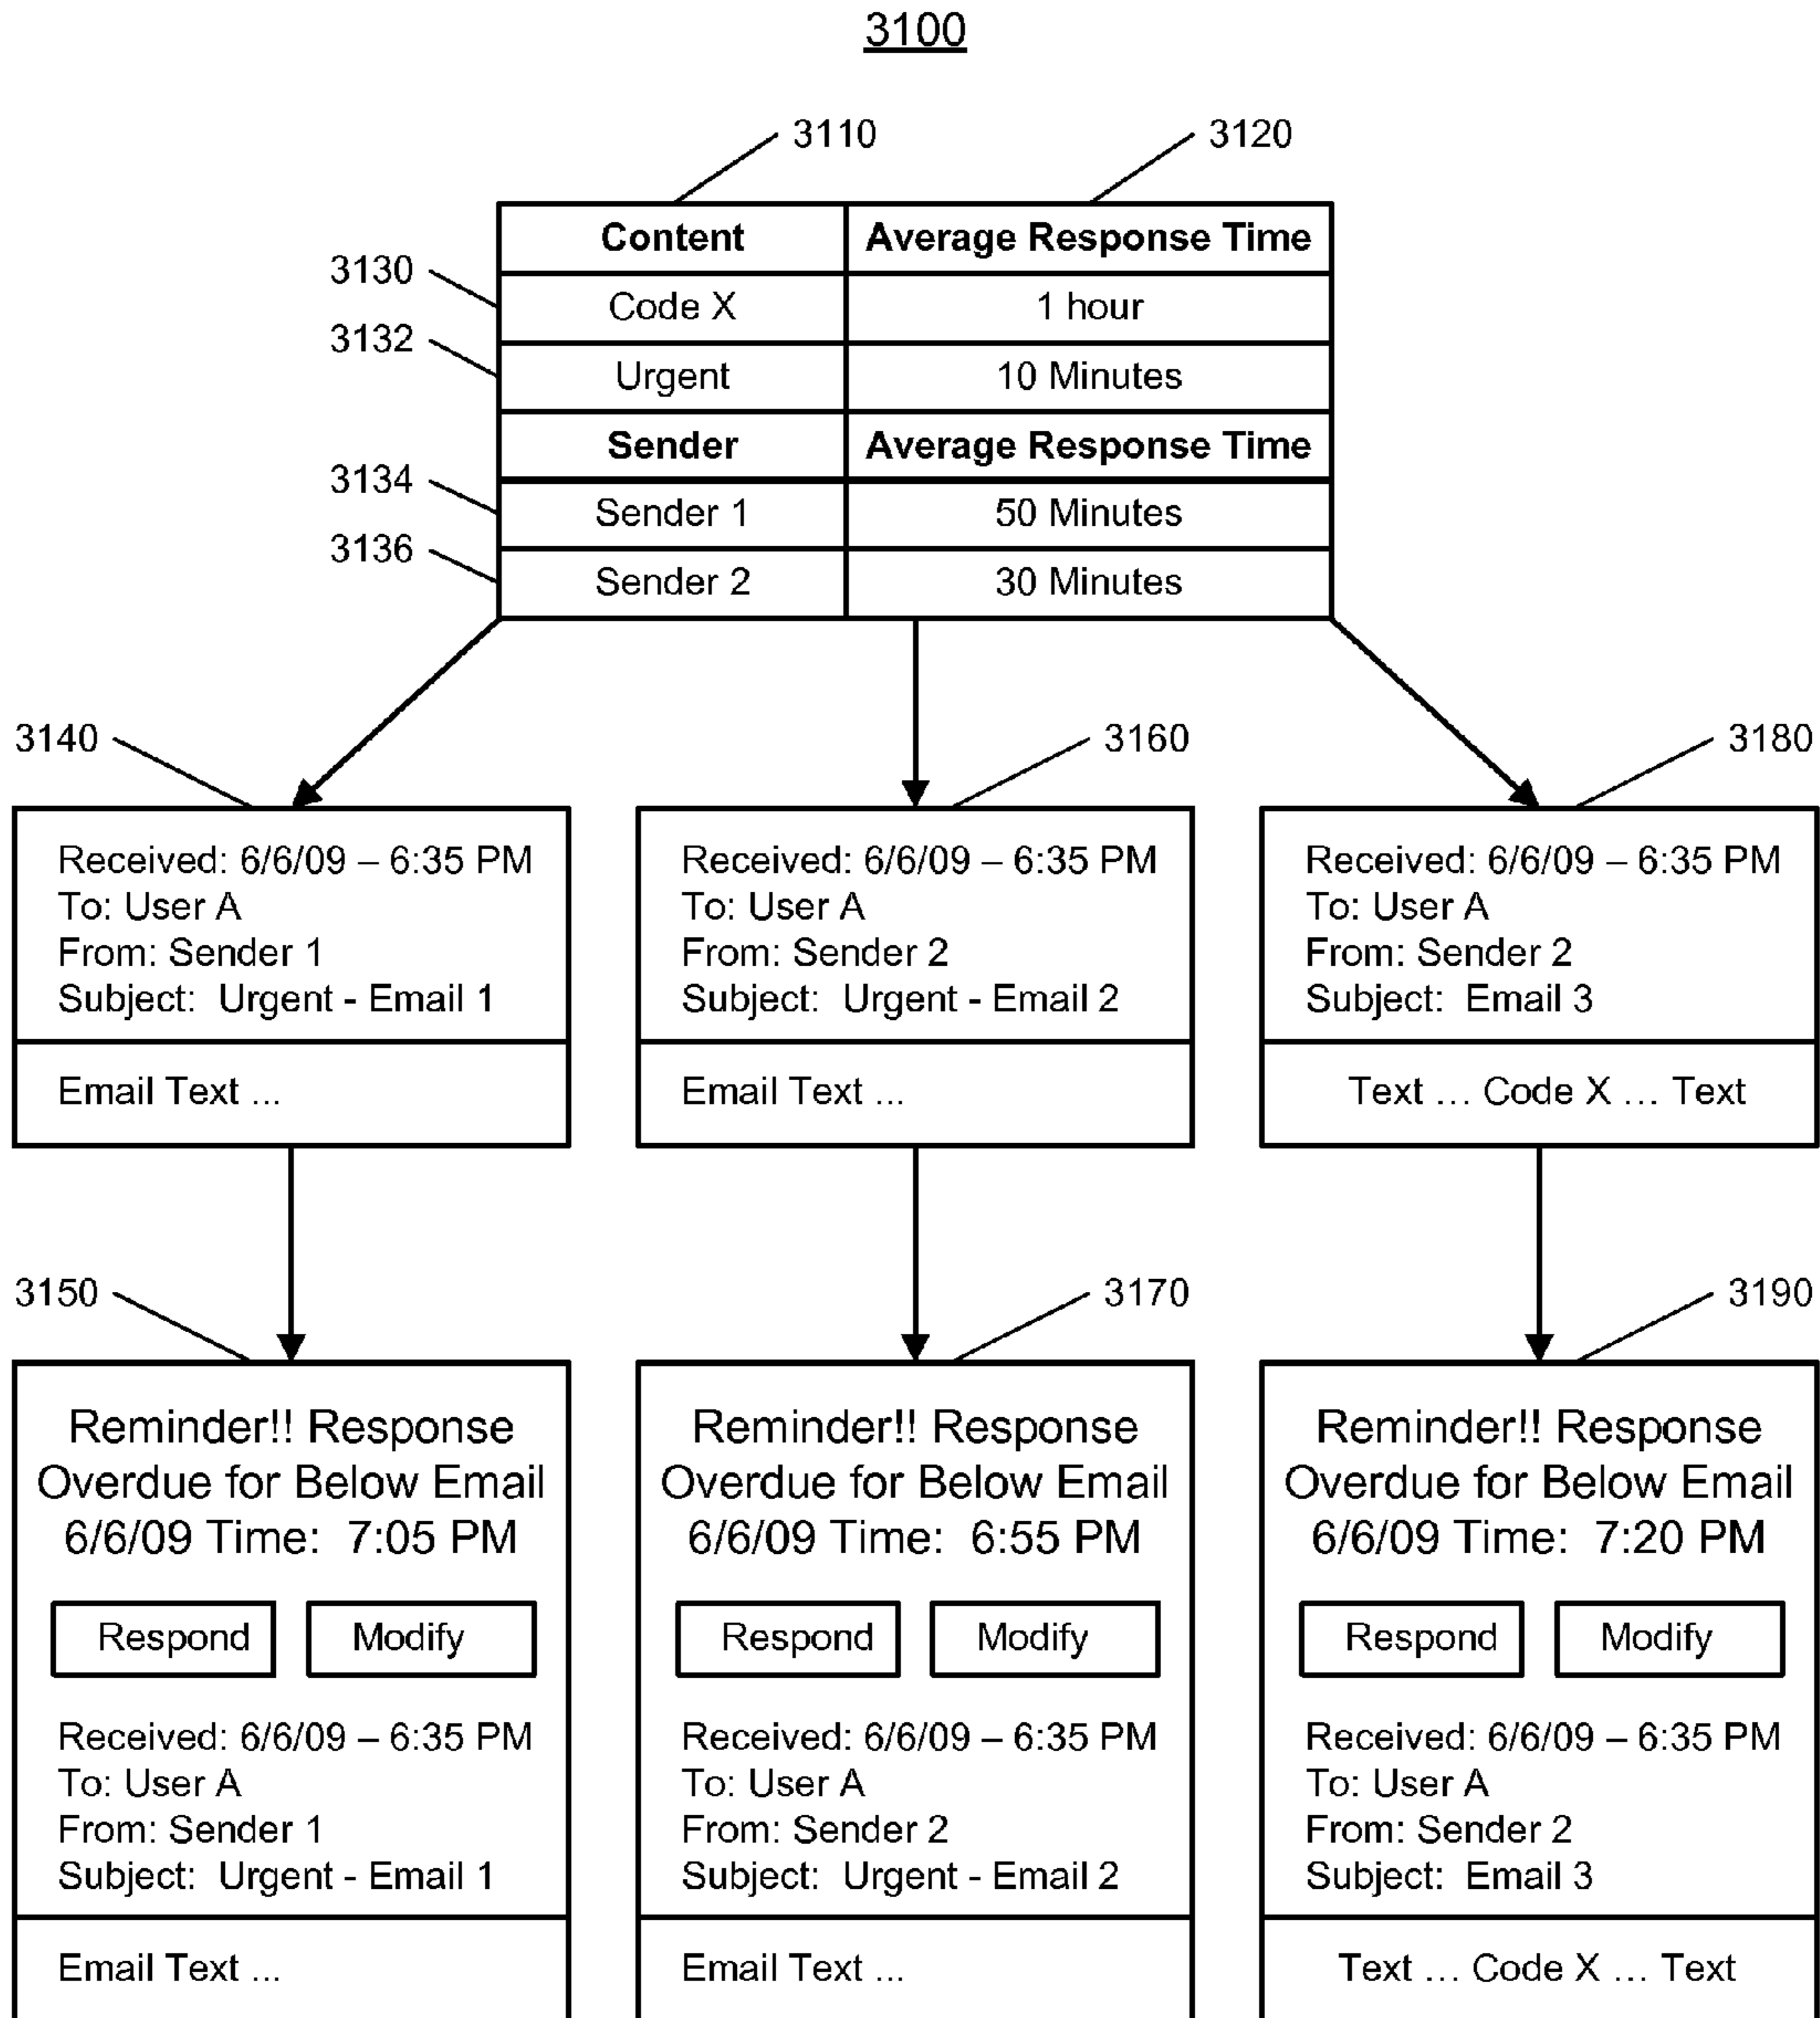 3100
3110
3120
Content Average Response Time
3130
Code X 1 hour
3132
Urgent 10 Minutes
Sender Average Response Time
3134
Sender 1 50 Minutes
3136
Sender 2 30 Minutes
3140
Received: 6/6/09 – 6:35 PM
To: User A
From: Sender 1
Subject: Urgent - Email 1
Email Text ...
3160
Received: 6/6/09 – 6:35 PM
To: User A
From: Sender 2
Subject: Urgent - Email 2
Email Text ...
3180
Received: 6/6/09 – 6:35 PM
To: User A
From: Sender 2
Subject: Email 3
Text ... Code X ... Text
3150
Reminder!! Response
Overdue for Below Email
6/6/09 Time: 7:05 PM
Respond Modify
Received: 6/6/09 – 6:35 PM
To: User A
From: Sender 1
Subject: Urgent - Email 1
Email Text ...
3170
Reminder!! Response
Overdue for Below Email
6/6/09 Time: 6:55 PM
Respond Modify
Received: 6/6/09 – 6:35 PM
To: User A
From: Sender 2
Subject: Urgent - Email 2
Email Text ...
3190
Reminder!! Response
Overdue for Below Email
6/6/09 Time: 7:20 PM
Respond Modify
Received: 6/6/09 – 6:35 PM
To: User A
From: Sender 2
Subject: Email 3
Text ... Code X ... Text